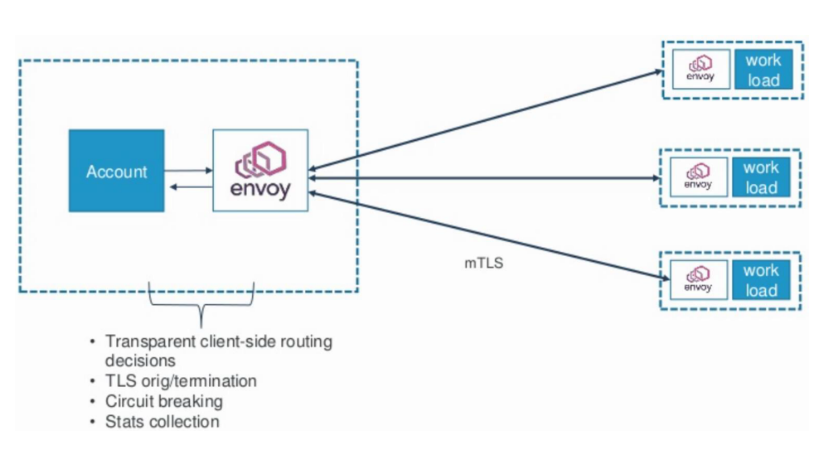 Account
envoy
envoy
work
load
envoy
work
load
envoy
work
load
mTLS
• Transparent client-side routing
decisions
• TLS orig/termination
• Circuit breaking
• Stats collection